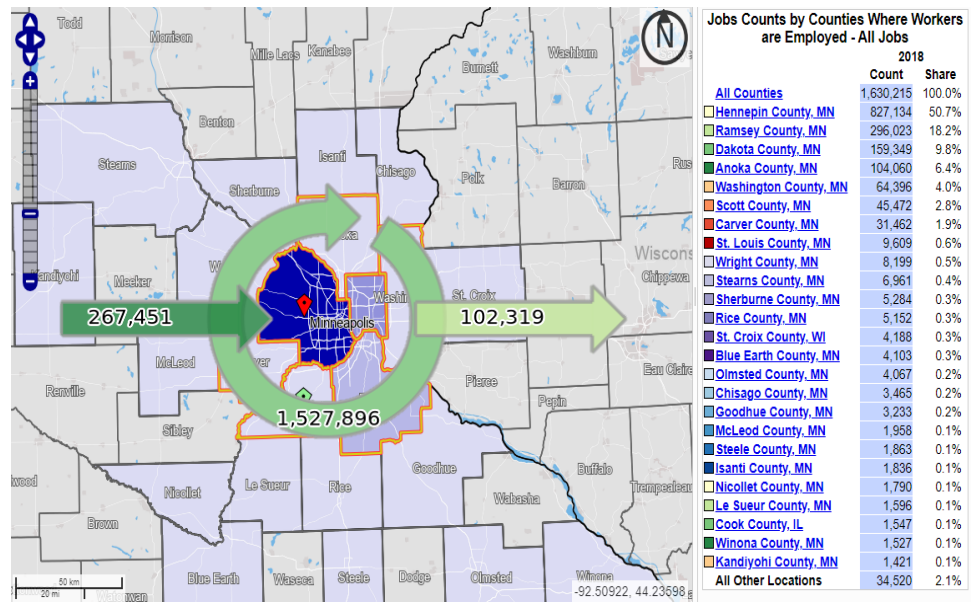 Todd
Morrison
Mille Lacs
Kanabec
Burnett
Washburn
N
Benton
Stearns
Isanti
Chisago
Polk
Barron
Rus
Sherburne
xa
Wisconsin
Kandiyohi
Meeker
W
Washin
St. Croix
Chippewa
267,451
Minneapolis
102,319
McLeod
ver
Pierce
Eau Claire
Renville
Pepin
1,527,896
Sibley
Goodhue
Buffalo
wood
Nicollet
Le Sueur
Rice
Wabasha
Trempealeau
Brown
50 km
20 mi
Watonwan
Blue Earth
Waseca
Steele
Dodge
Olmsted
Winona
-92.50922, 44.23598
Jobs Counts by Counties Where Workers
are Employed - All Jobs
2018
Count Share
All Counties 1,630,215 100.0%
Hennepin County, MN 827,134 50.7%
Ramsey County, MN 296,023 18.2%
Dakota County, MN 159,349 9.8%
Anoka County, MN 104,060 6.4%
Washington County, MN 64,396 4.0%
Scott County, MN 45,472 2.8%
Carver County, MN 31,462 1.9%
St. Louis County, MN 9,609 0.6%
Wright County, MN 8,199 0.5%
Stearns County, MN 6,961 0.4%
Sherburne County, MN 5,284 0.3%
Rice County, MN 5,152 0.3%
St. Croix County, WI 4,188 0.3%
Blue Earth County, MN 4,103 0.3%
Olmsted County, MN 4,067 0.2%
Chisago County, MN 3,465 0.2%
Goodhue County, MN 3,233 0.2%
McLeod County, MN 1,958 0.1%
Steele County, MN 1,863 0.1%
Isanti County, MN 1,836 0.1%
Nicollet County, MN 1,790 0.1%
Le Sueur County, MN 1,596 0.1%
Cook County, IL 1,547 0.1%
Winona County, MN 1,527 0.1%
Kandiyohi County, MN 1,421 0.1%
All Other Locations 34,520 2.1%